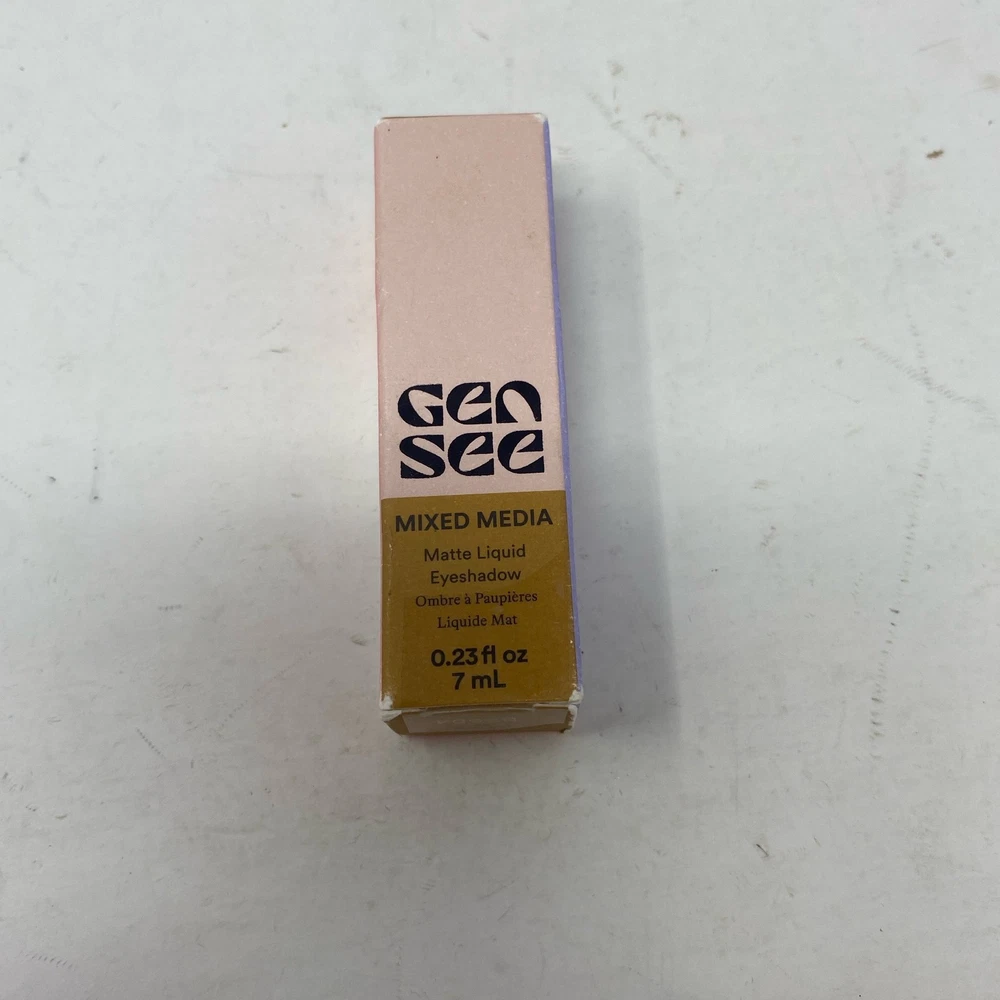 GEN
SEE
MIXED MEDIA
Matte Liquid
Eyeshadow
Ombre à Paupières
Liquide Mat
0.23 fl oz
7 mL